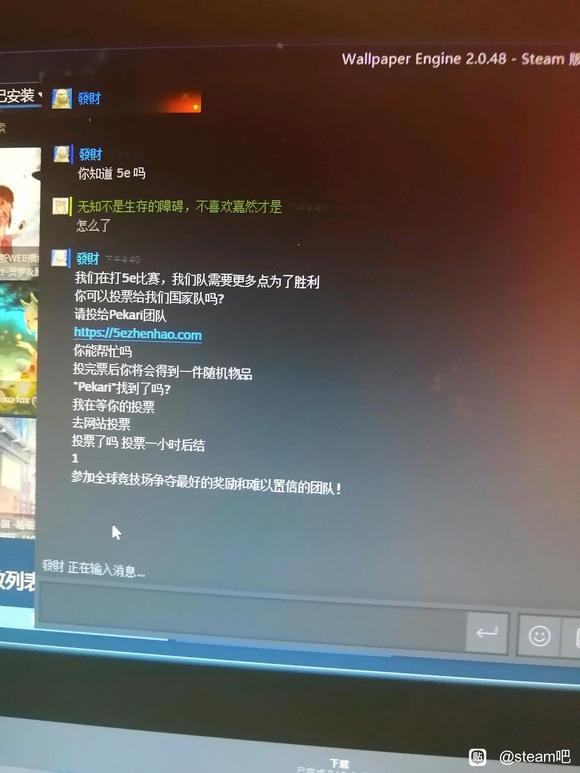 Wallpaper Engine 2.0.48 - Steam 版
已安装
索
發財
發財
你知道 5e 吗
无知不是生存的障碍，不喜欢嘉然才是
怎么了
發財 下午4:40
我们在打5e比赛，我们队需要更多点为了胜利
你可以投票给我们国家队吗?
请投给Pekari团队
https://5ezhenhao.com
你能帮忙吗
投完票后你将会得到一件随机物品
"Pekari"找到了吗?
我在等你的投票
去网站投票
投票了吗 投票一小时后结
1
参加全球竞技场争夺最好的奖励和难以置信的团队！
發財 正在输入消息...
放列表
下载
贴 @steam吧